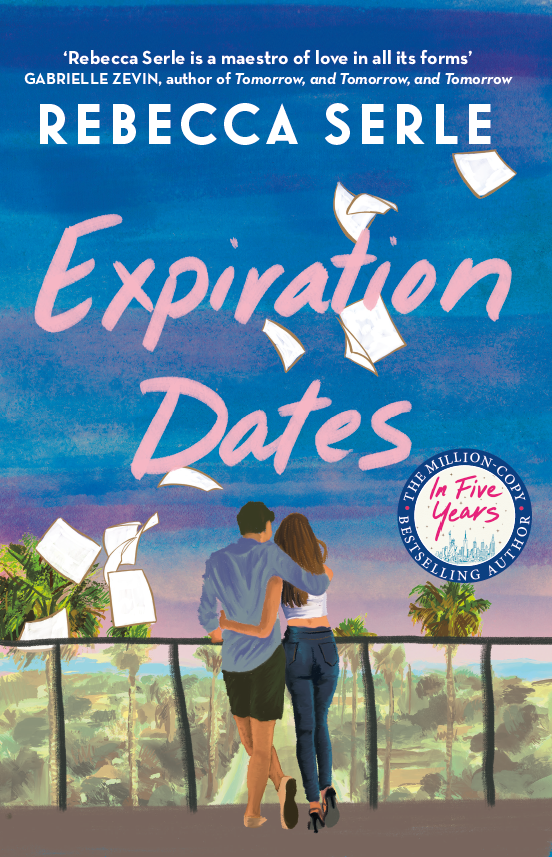 ‘Rebecca Serle is a maestro of love in all its forms’
GABRIELLE ZEVIN, author of Tomorrow, and Tomorrow, and Tomorrow
REBECCA SERLE
Expiration
Dates
THE MILLION-COPY
In Five
Years
BESTSELLING AUTHOR